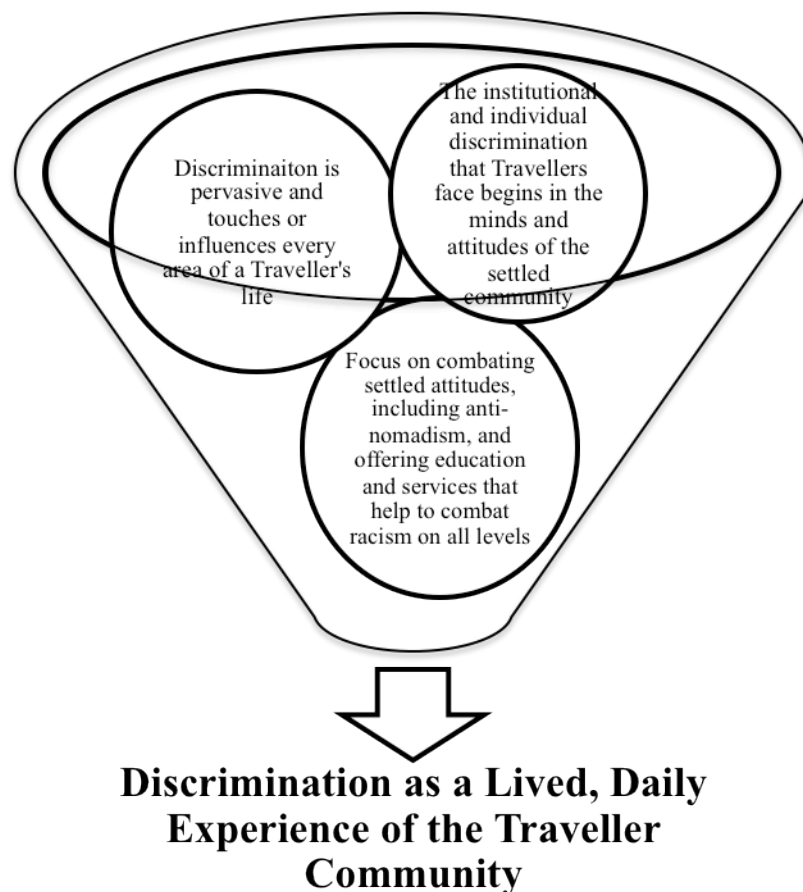 Discriminaiton is
pervasive and
touches or
influences every
area of a Traveller's
life
The institutional
and individual
discrimination
that Travellers
face begins in the
minds and
attitudes of the
settled
community
Focus on combating
settled attitudes,
including anti-
nomadism, and
offering education
and services that
help to combat
racism on all levels
Discrimination as a Lived, Daily
Experience of the Traveller
Community